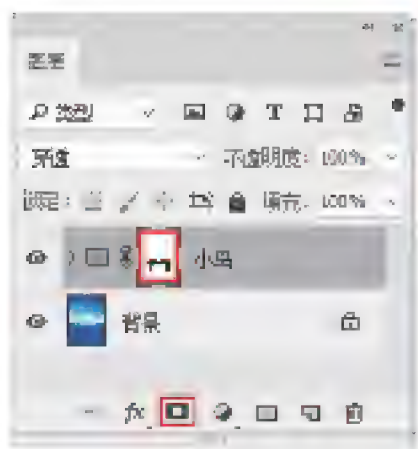 图层
类型
穿透 不透明度: 100%
锁定: 填充: 100%
小鸟
背景
fx